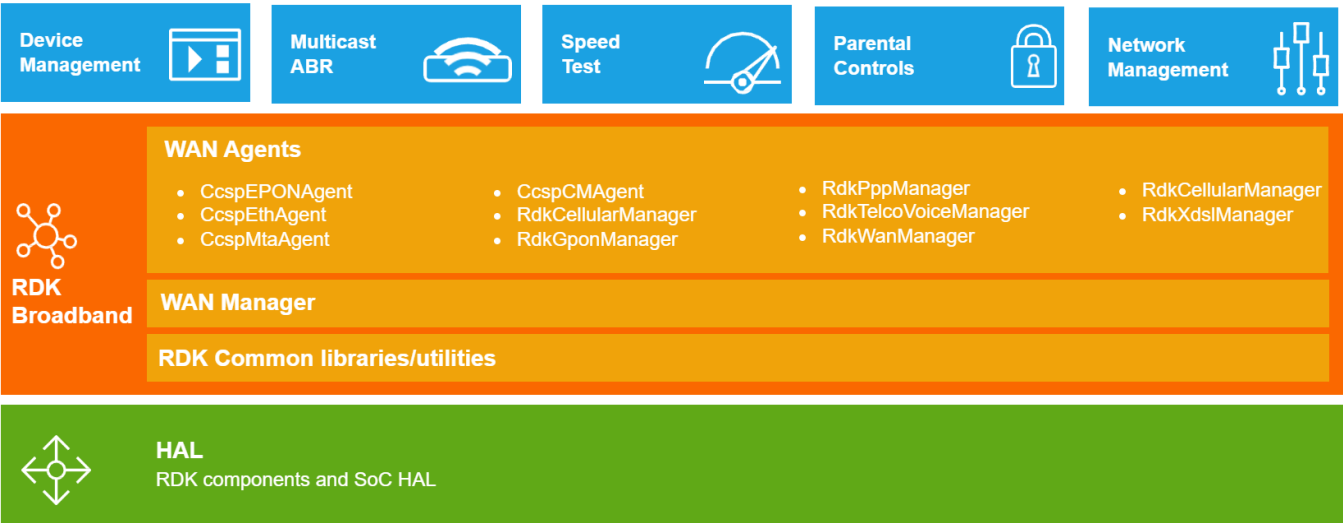 Device
Management
Multicast
ABR
Speed
Test
Parental
Controls
Network
Management
RDK
Broadband
WAN Agents
• CcspEPONAgent
• CcspEthAgent
• CcspMtaAgent
• CcspCMAgent
• RdkCellularManager
• RdkGponManager
• RdkPppManager
• RdkTelcoVoiceManager
• RdkWanManager
• RdkCellularManager
• RdkXdslManager
WAN Manager
RDK Common libraries/utilities
HAL
RDK components and SoC HAL